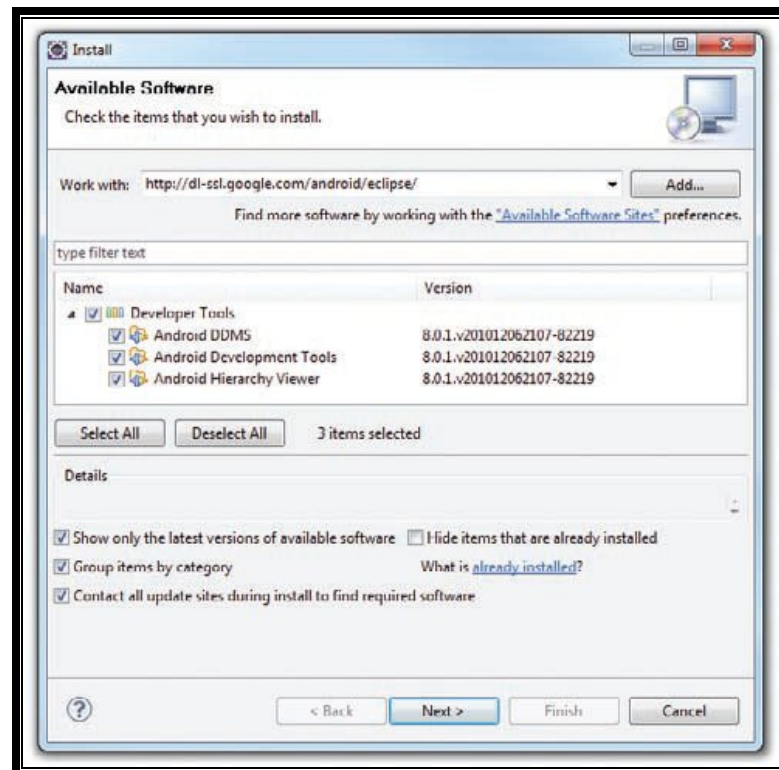 Install
Available Software
Check the items that you wish to install.
Work with: http://dl-ssl.google.com/android/eclipse/ Add...
Find more software by working with the "Available Software Sites" preferences.
type filter text
Name Version
Developer Tools
Android DDMS 8.0.1.v201012062107-82219
Android Development Tools 8.0.1.v201012062107-82219
Android Hierarchy Viewer 8.0.1.v201012062107-82219
Select All Deselect All 3 items selected
Details
Show only the latest versions of available software Hide items that are already installed
Group items by category What is already installed?
Contact all update sites during install to find required software
? < Back Next > Finish Cancel